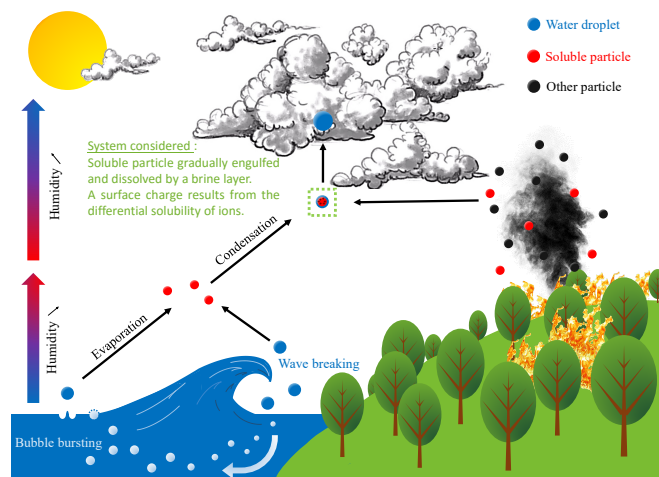 Water droplet
Soluble particle
Other particle
System considered :
Soluble particle gradually engulfed
and dissolved by a brine layer.
A surface charge results from the
differential solubility of ions.
Humidity ↗
Condensation
Humidity ↗
Evaporation
Wave breaking
Bubble bursting